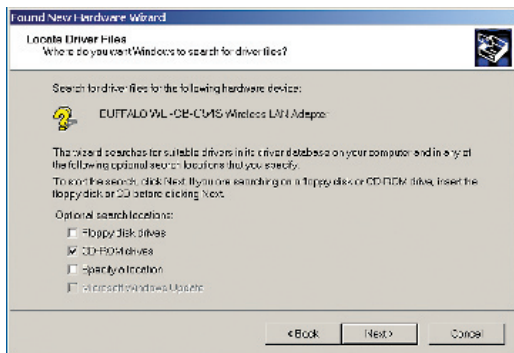 Found New Hardware Wizard
Locate Driver Files
Where do you want Windows to search for driver files?
Search for driver files for the following hardware device:
BUFFALO WLI-CB-G54S Wireless LAN Adapter
The wizard searches for suitable drivers in its driver database on your computer and in any of
the following optional search locations that you specify.
To start the search, click Next. If you are searching on a floppy disk or CD-ROM drive, insert the
floppy disk or CD before clicking Next.
Optional search locations:
Floppy disk drives
CD-ROM drives
Specify a location
Microsoft Windows Update
< Back Next > Cancel